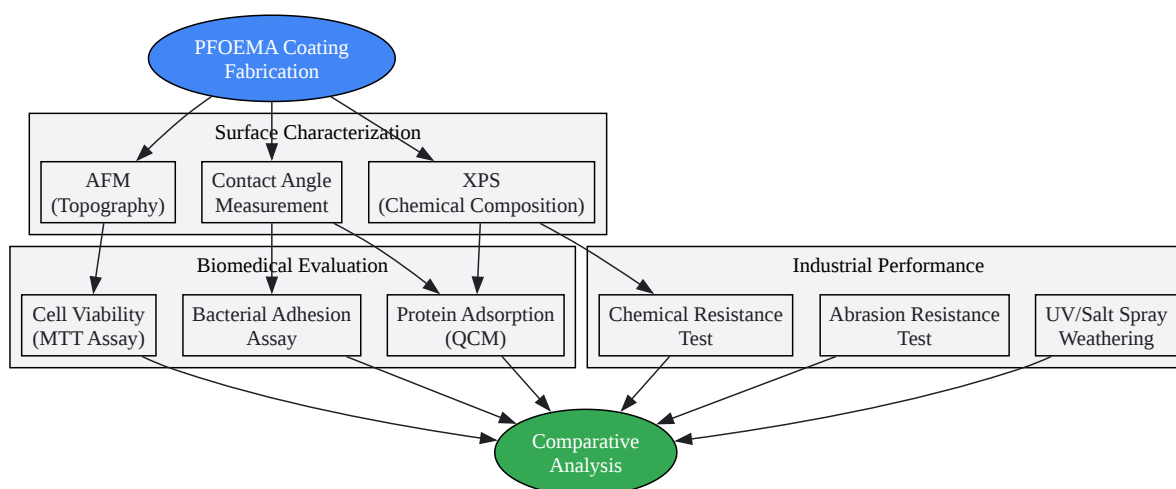 PFOEMA Coating
Fabrication
Surface Characterization
AFM
(Topography)
Contact Angle
Measurement
XPS
(Chemical Composition)
Biomedical Evaluation
Cell Viability
(MTT Assay)
Bacterial Adhesion
Assay
Protein Adsorption
(QCM)
Industrial Performance
Chemical Resistance
Test
Abrasion Resistance
Test
UV/Salt Spray
Weathering
Comparative
Analysis